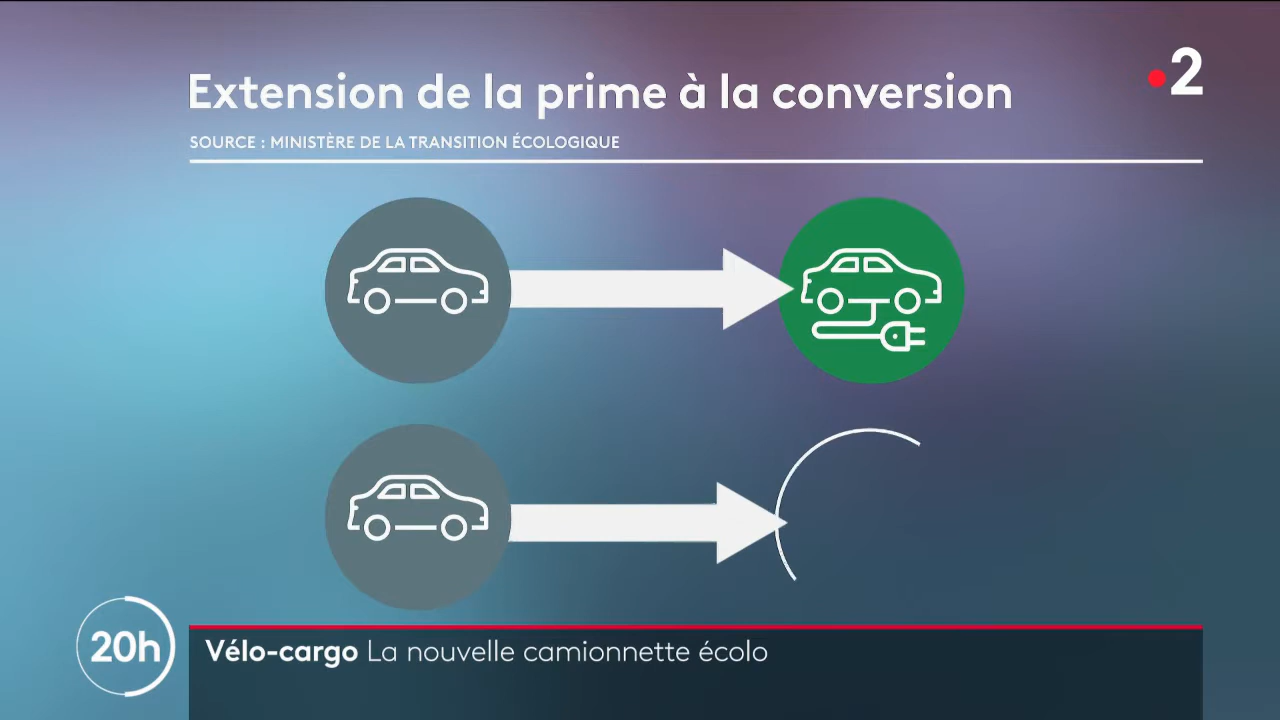 Extension de la prime à la conversion
2
SOURCE : MINISTÈRE DE LA TRANSITION ÉCOLOGIQUE
20h
Vélo-cargo La nouvelle camionnette écolo